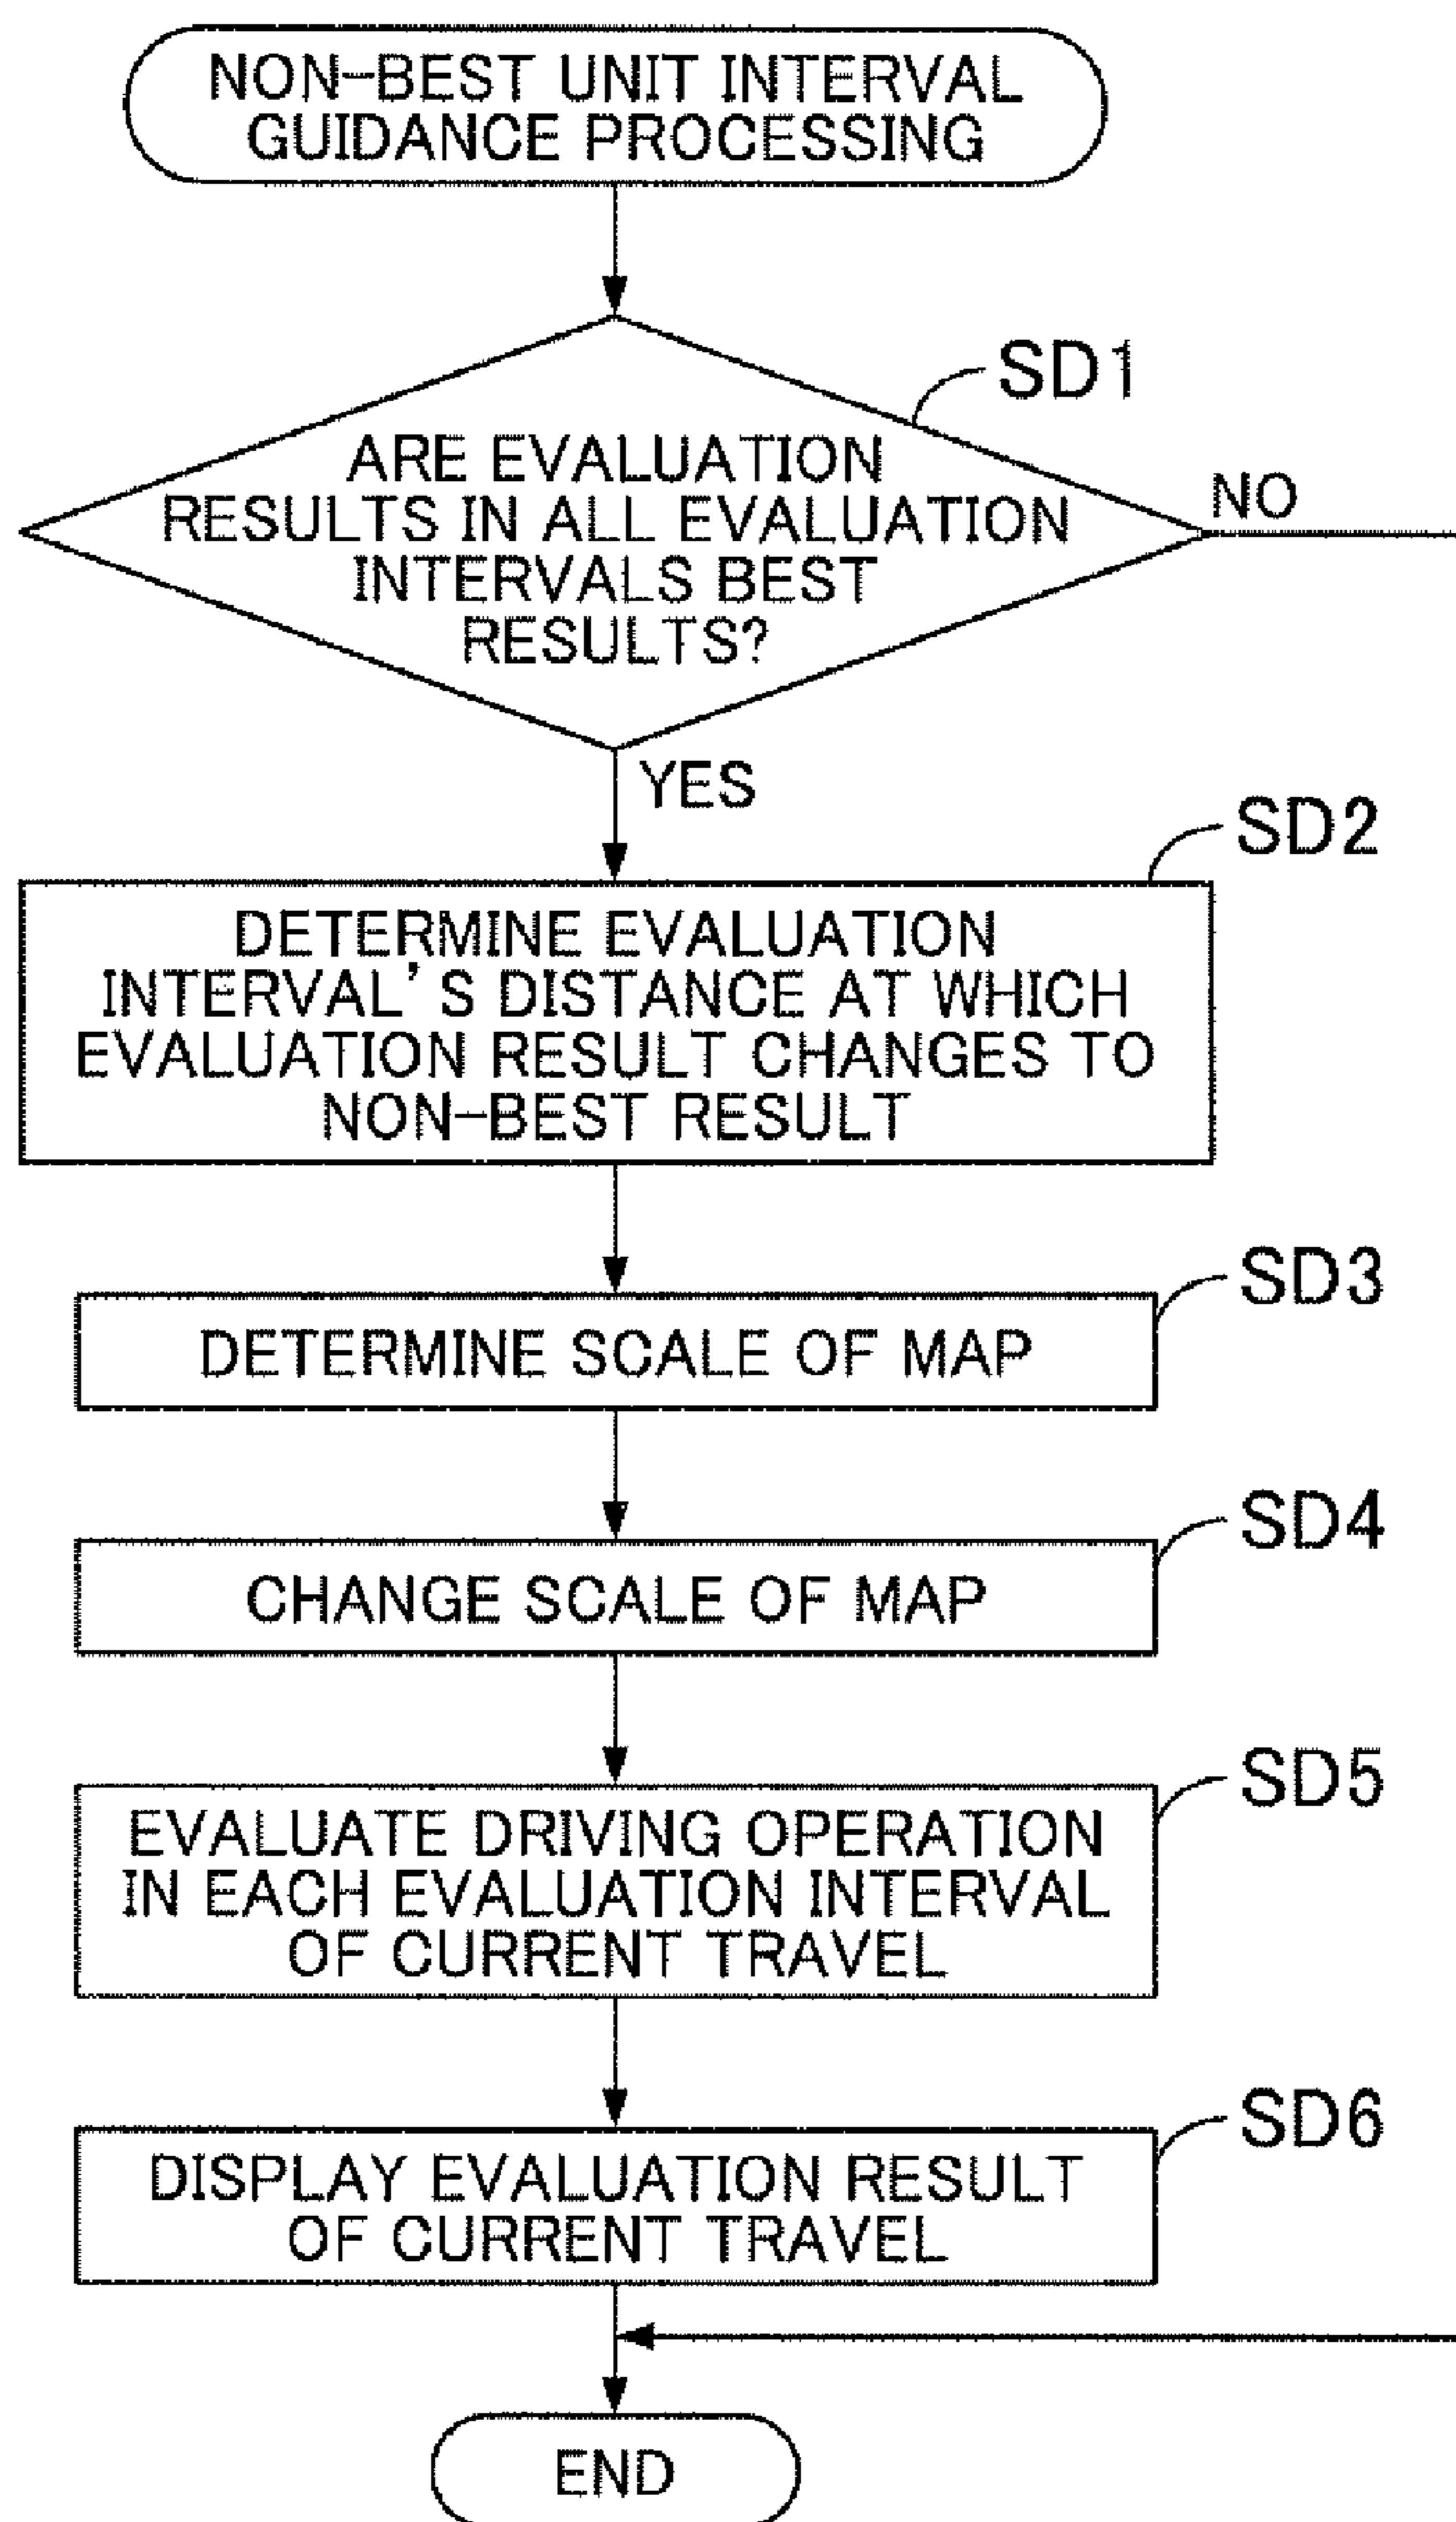 NON-BEST UNIT INTERVAL
GUIDANCE PROCESSING
SD1
ARE EVALUATION
RESULTS IN ALL EVALUATION
INTERVALS BEST
RESULTS?
NO
YES
SD2
DETERMINE EVALUATION
INTERVAL'S DISTANCE AT WHICH
EVALUATION RESULT CHANGES TO
NON-BEST RESULT
SD3
DETERMINE SCALE OF MAP
SD4
CHANGE SCALE OF MAP
SD5
EVALUATE DRIVING OPERATION
IN EACH EVALUATION INTERVAL
OF CURRENT TRAVEL
SD6
DISPLAY EVALUATION RESULT
OF CURRENT TRAVEL
END